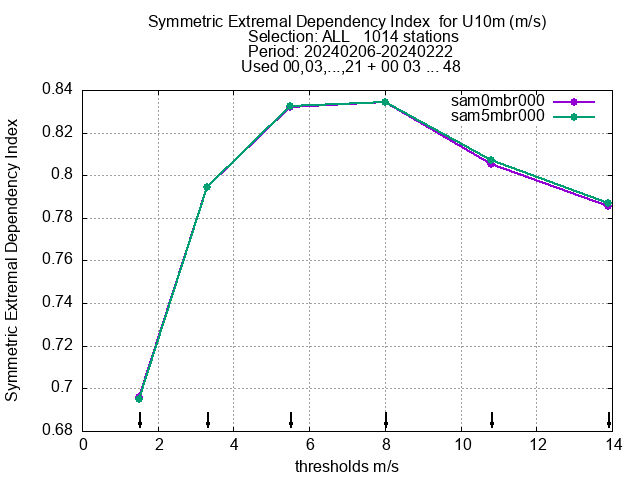 Symmetric Extremal Dependency Index  for U10m (m/s)
Selection: ALL   1014 stations
Period: 20240206-20240222
Used 00,03,...,21 + 00 03 ... 48
sam0mbr000
sam5mbr000
Symmetric Extremal Dependency Index
0.84
0.82
0.8
0.78
0.76
0.74
0.72
0.7
0.68
0 2 4 6 8 10 12 14
thresholds m/s